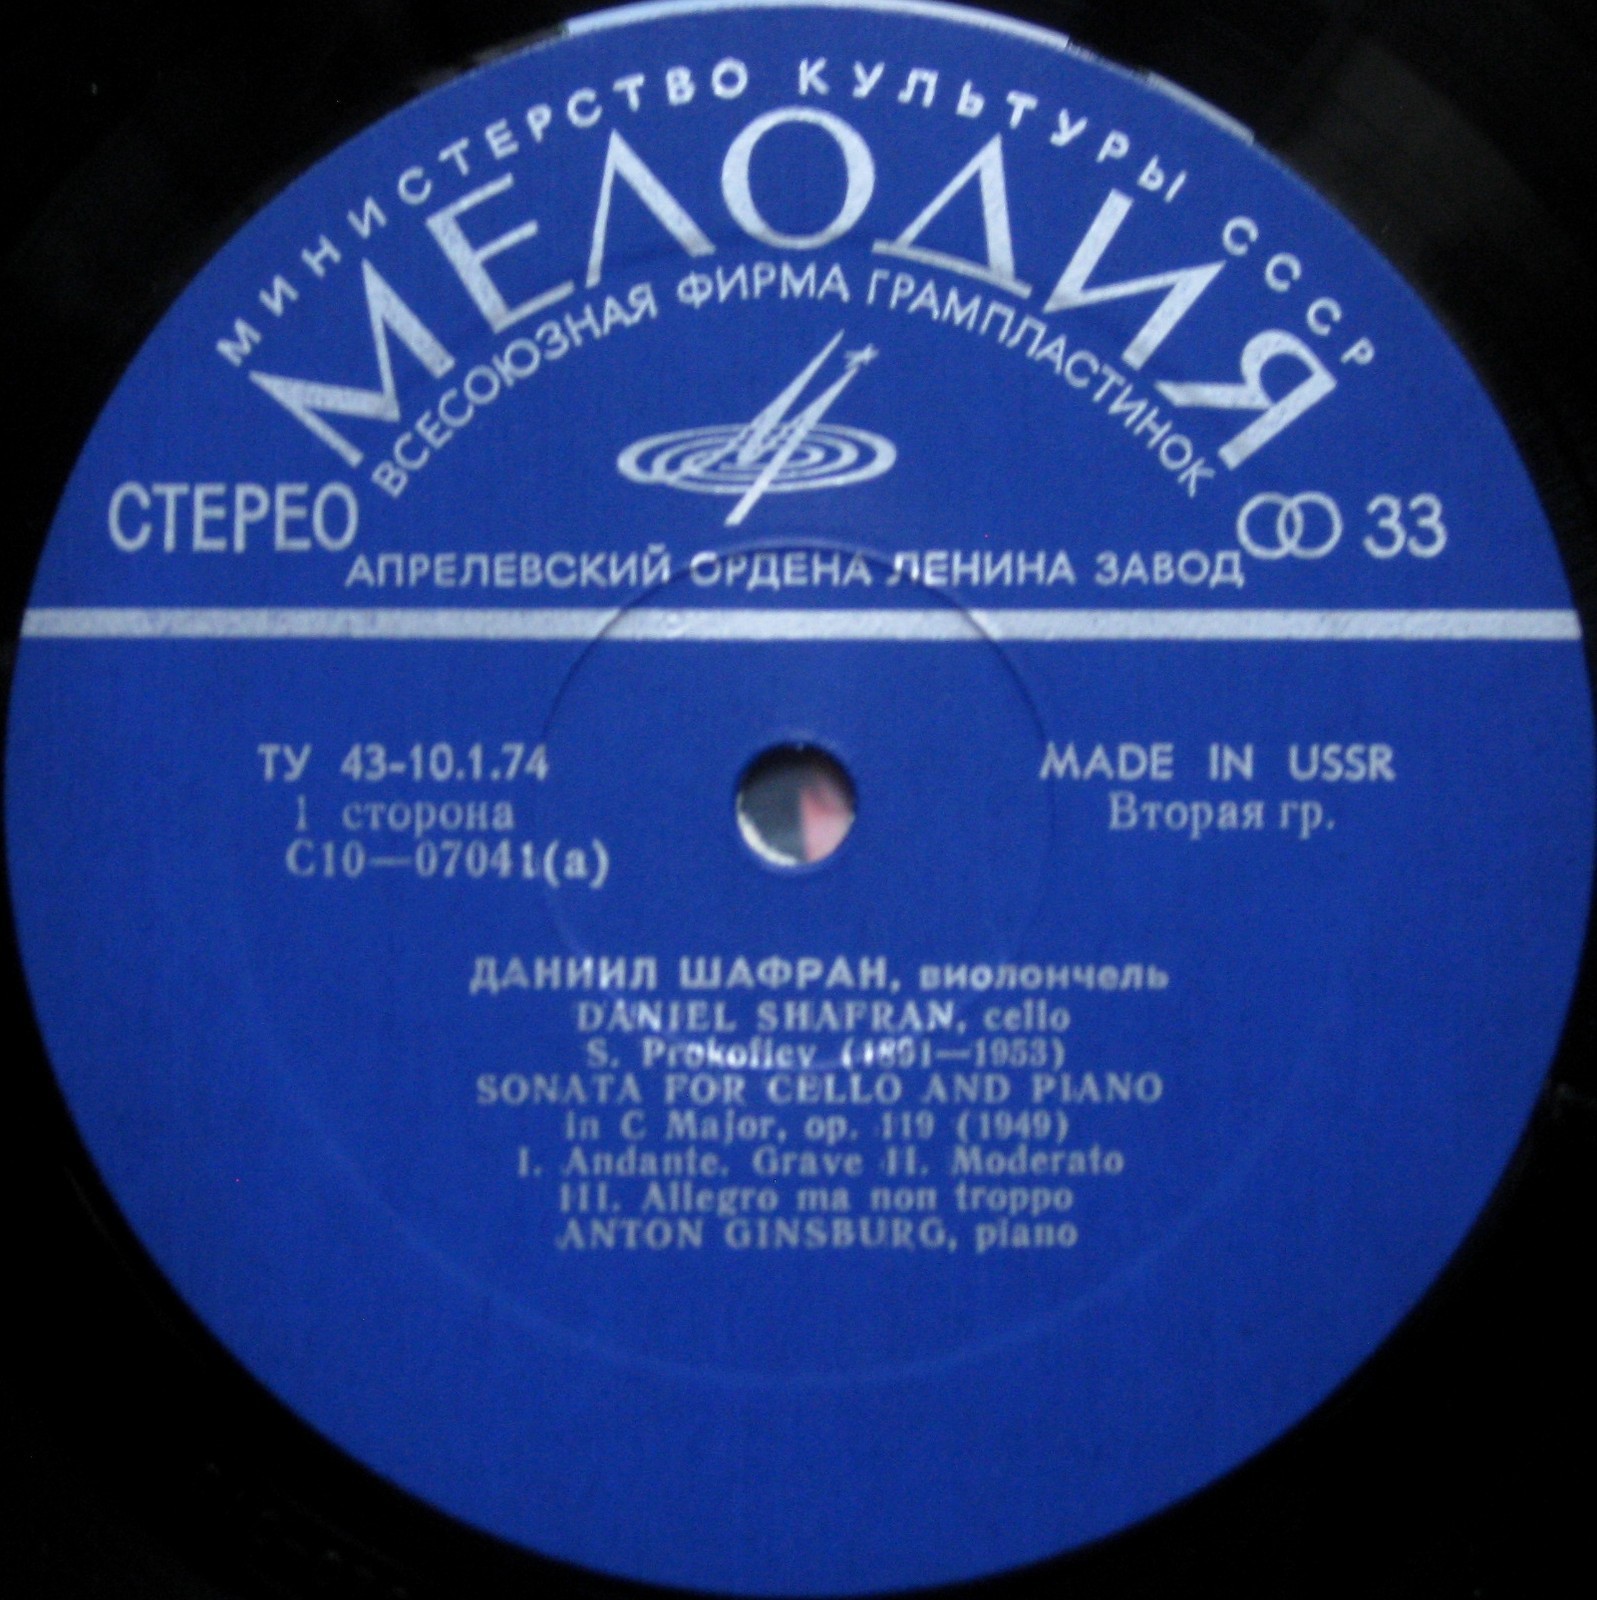 МИНИСТЕРСТВО КУЛЬТУРЫ СССР
МЕЛОДИЯ
ВСЕСОЮЗНАЯ ФИРМА ГРАМПЛАСТИНОК
СТЕРЕО
33
АПРЕЛЕВСКИЙ ОРДЕНА ЛЕНИНА ЗАВОД
ТУ 43-10.1.74
1 сторона
С10—07041(а)
MADE IN USSR
Вторая гр.
ДАНИИЛ ШАФРАН, виолончель
DANIEL SHAFRAN, cello
S. Prokofiev (1891—1953)
SONATA FOR CELLO AND PIANO
in C Major, op. 119 (1949)
I. Andante. Grave II. Moderato
III. Allegro ma non troppo
ANTON GINSBURG, piano